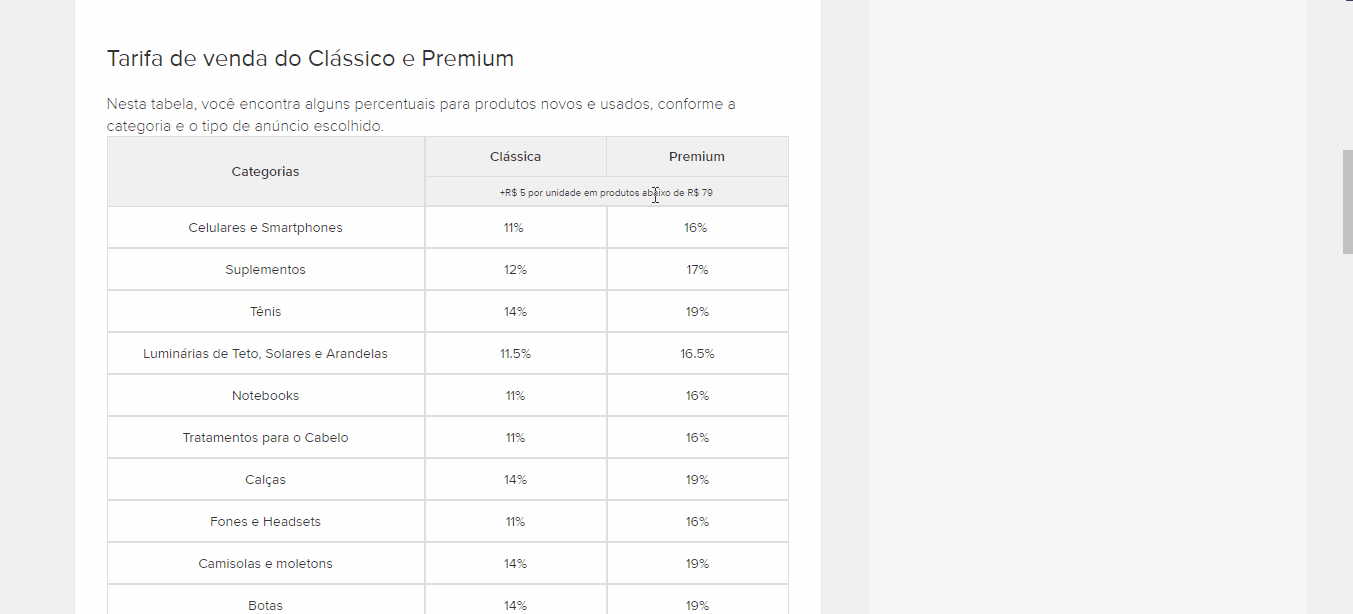 Tarifa de venda do Clássico e Premium
Nesta tabela, você encontra alguns percentuais para produtos novos e usados, conforme a
categoria e o tipo de anúncio escolhido.
Categorias
Clássica Premium
+R$ 5 por unidade em produtos abaixo de R$ 79
Celulares e Smartphones 11% 16%
Suplementos 12% 17%
Tênis 14% 19%
Luminárias de Teto, Solares e Arandelas 11.5% 16.5%
Notebooks 11% 16%
Tratamentos para o Cabelo 11% 16%
Calças 14% 19%
Fones e Headsets 11% 16%
Camisolas e moletons 14% 19%
Botas 14% 19%